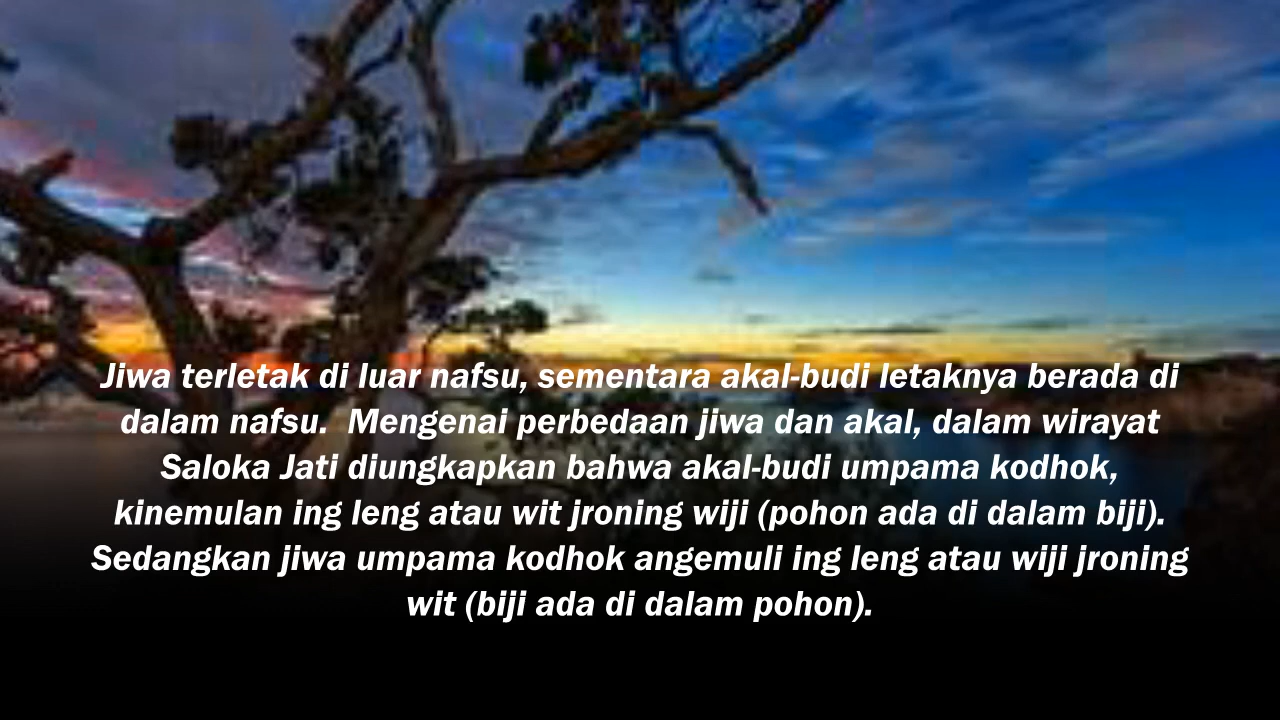 Jiwa terletak di luar nafsu, sementara akal-budi letaknya berada di
dalam nafsu.  Mengenai perbedaan jiwa dan akal, dalam wirayat
Saloka Jati diungkapkan bahwa akal-budi umpama kodhok,
kinemulan ing leng atau wit jroning wiji (pohon ada di dalam biji).
Sedangkan jiwa umpama kodhok angemuli ing leng atau wiji jroning
wit (biji ada di dalam pohon).